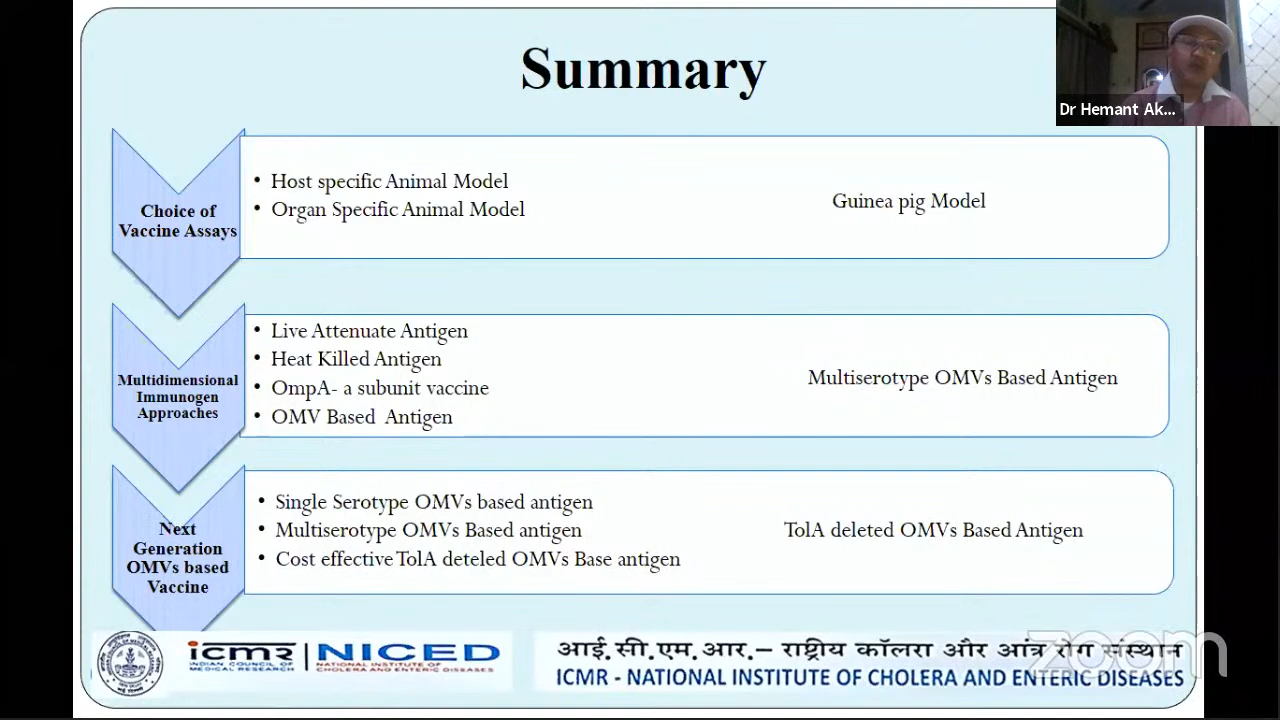 Summary
Dr Hemant Ak...
Choice of
Vaccine Assays
• Host specific Animal Model
• Organ Specific Animal Model
Guinea pig Model
Multidimensional
Immunogen
Approaches
• Live Attenuate Antigen
• Heat Killed Antigen
• OmpA- a subunit vaccine
• OMV Based Antigen
Multiserotype OMVs Based Antigen
Next
Generation
OMVs based
Vaccine
• Single Serotype OMVs based antigen
• Multiserotype OMVs Based antigen
• Cost effective TolA deteled OMVs Base antigen
TolA deleted OMVs Based Antigen
icmr
INDIAN COUNCIL OF
MEDICAL RESEARCH
NICED
NATIONAL INSTITUTE OF
CHOLERA AND ENTERIC DISEASES
आई.सी.एम.आर.– राष्ट्रीय कॉलरा और आंत्र रोग संस्थान
ICMR - NATIONAL INSTITUTE OF CHOLERA AND ENTERIC DISEASES
zoom